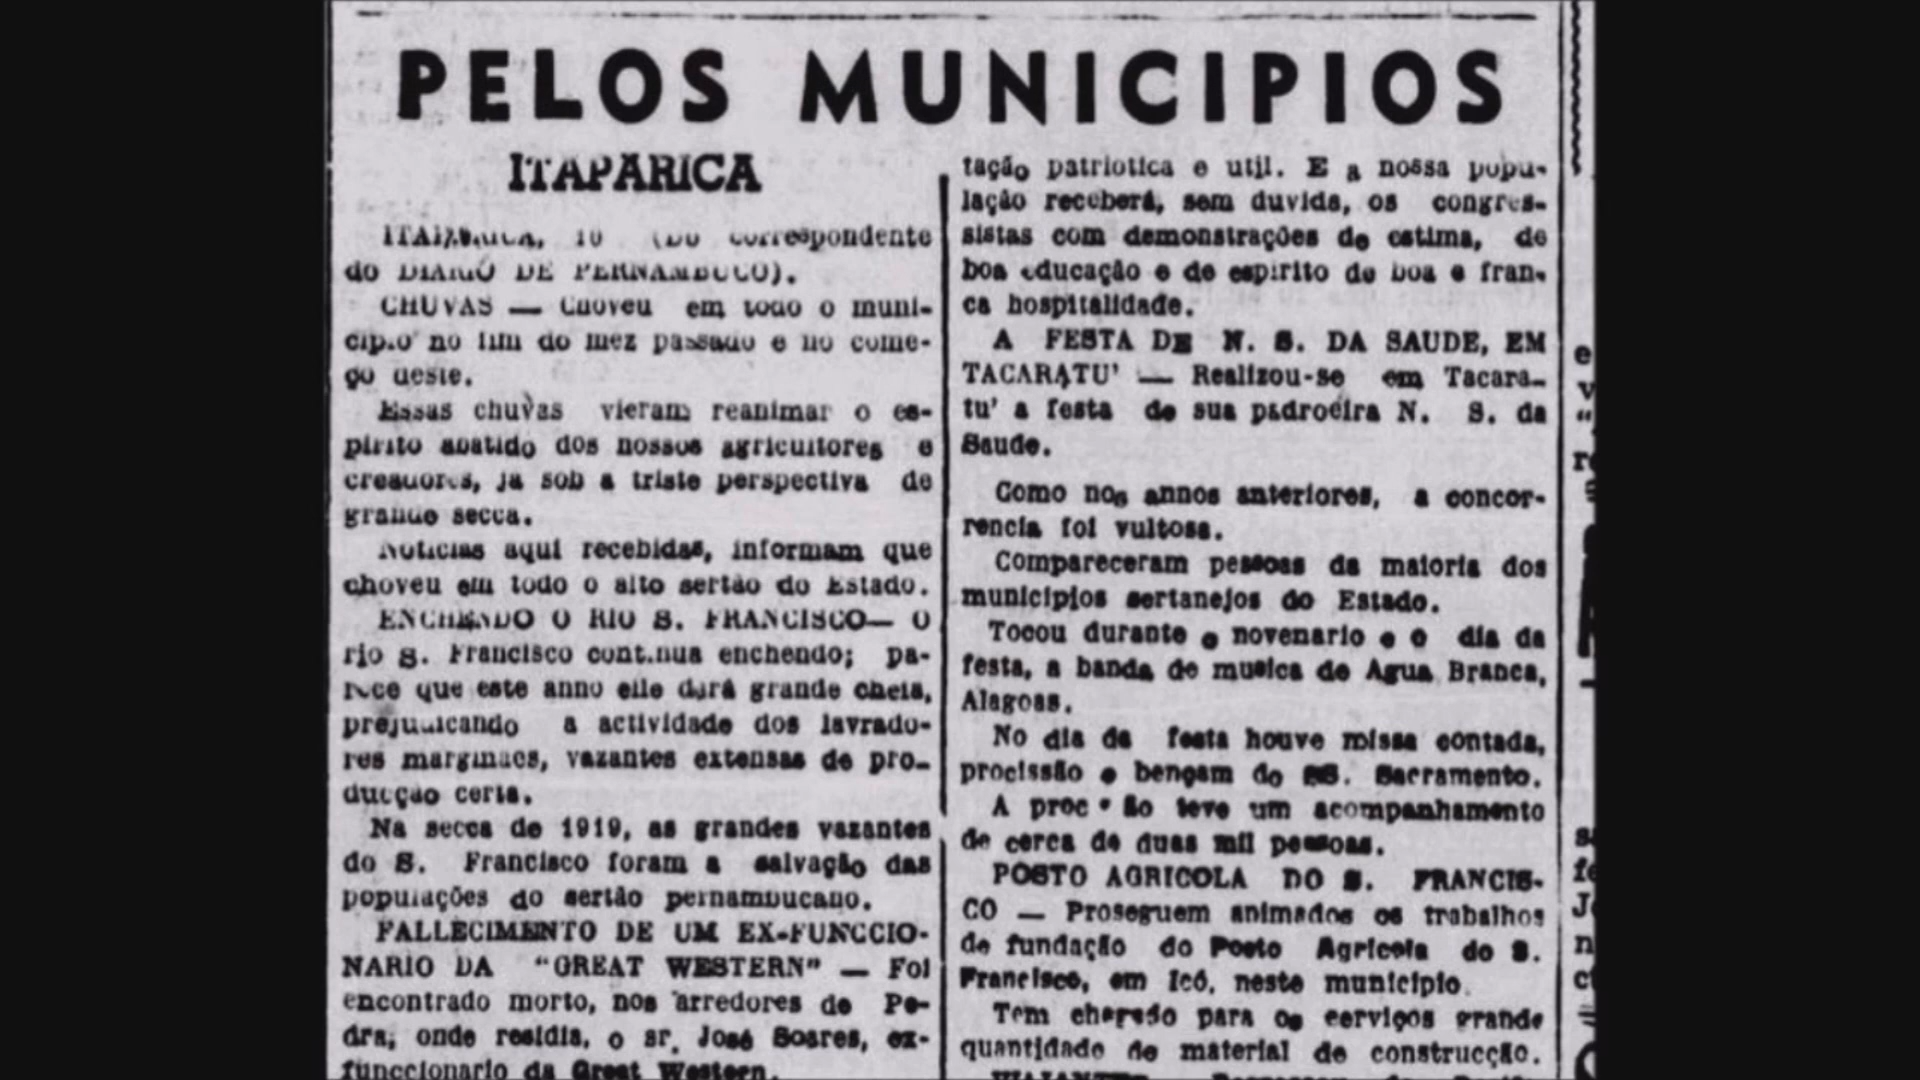 PELOS MUNICIPIOS
ITAPARICA
ITAPARICA, 10 (Do correspondente
do DIARIO DE PERNAMBUCO).
CHUVAS — Choveu em todo o muni-
cipio no fim do mez passado e no come-
ço deste.
Essas chuvas vieram reanimar o es-
pirito abatido dos nossos agricultores e
creadores, ja sob a triste perspectiva de
grande secca.
Noticias aqui recebidas, informam que
choveu em todo o alto sertão do Estado.
ENCHENDO O RIO S. FRANCISCO— O
rio S. Francisco continua enchendo; pa-
rece que este anno elle dará grande cheia,
prejudicando a actividade dos lavrado-
res marginaes, vazantes extensas de pro-
ducção certa.
Na secca de 1919, as grandes vazantes
do S. Francisco foram a salvação das
populações do sertão pernambucano.
FALLECIMENTO DE UM EX-FUNCCIO-
NARIO DA "GREAT WESTERN" — Foi
encontrado morto, nos arredores de Pe-
dra, onde residia, o sr. José Soares, ex-
funccionario da Great Western.
tação patriotica e util. E a nossa popu-
lação receberá, sem duvida, os congres-
sistas com demonstrações de estima, de
boa educação e de espirito de boa e fran-
ca hospitalidade.
A FESTA DE N. S. DA SAUDE, EM
TACARATU' — Realizou-se em Tacara-
tu' a festa de sua padroeira N. S. da
Saude.
Como nos annos anteriores, a concor-
rencia foi vultosa.
Compareceram pessoas da maioria dos
municipios sertanejos do Estado.
Tocou durante o novenario e o dia da
festa, a banda de musica de Agua Branca,
Alagoas.
No dia da festa houve missa contada,
procissão e bençam do SS. Sacramento.
A proc ão teve um acompanhamento
de cerca de duas mil pessoas.
POSTO AGRICOLA DO S. FRANCIS-
CO — Proseguem animados os trabalhos
de fundação do Posto Agricola do S.
Francisco, em Icó, neste municipio.
Tem chegado para os serviços grande
quantidade de material de construcção.